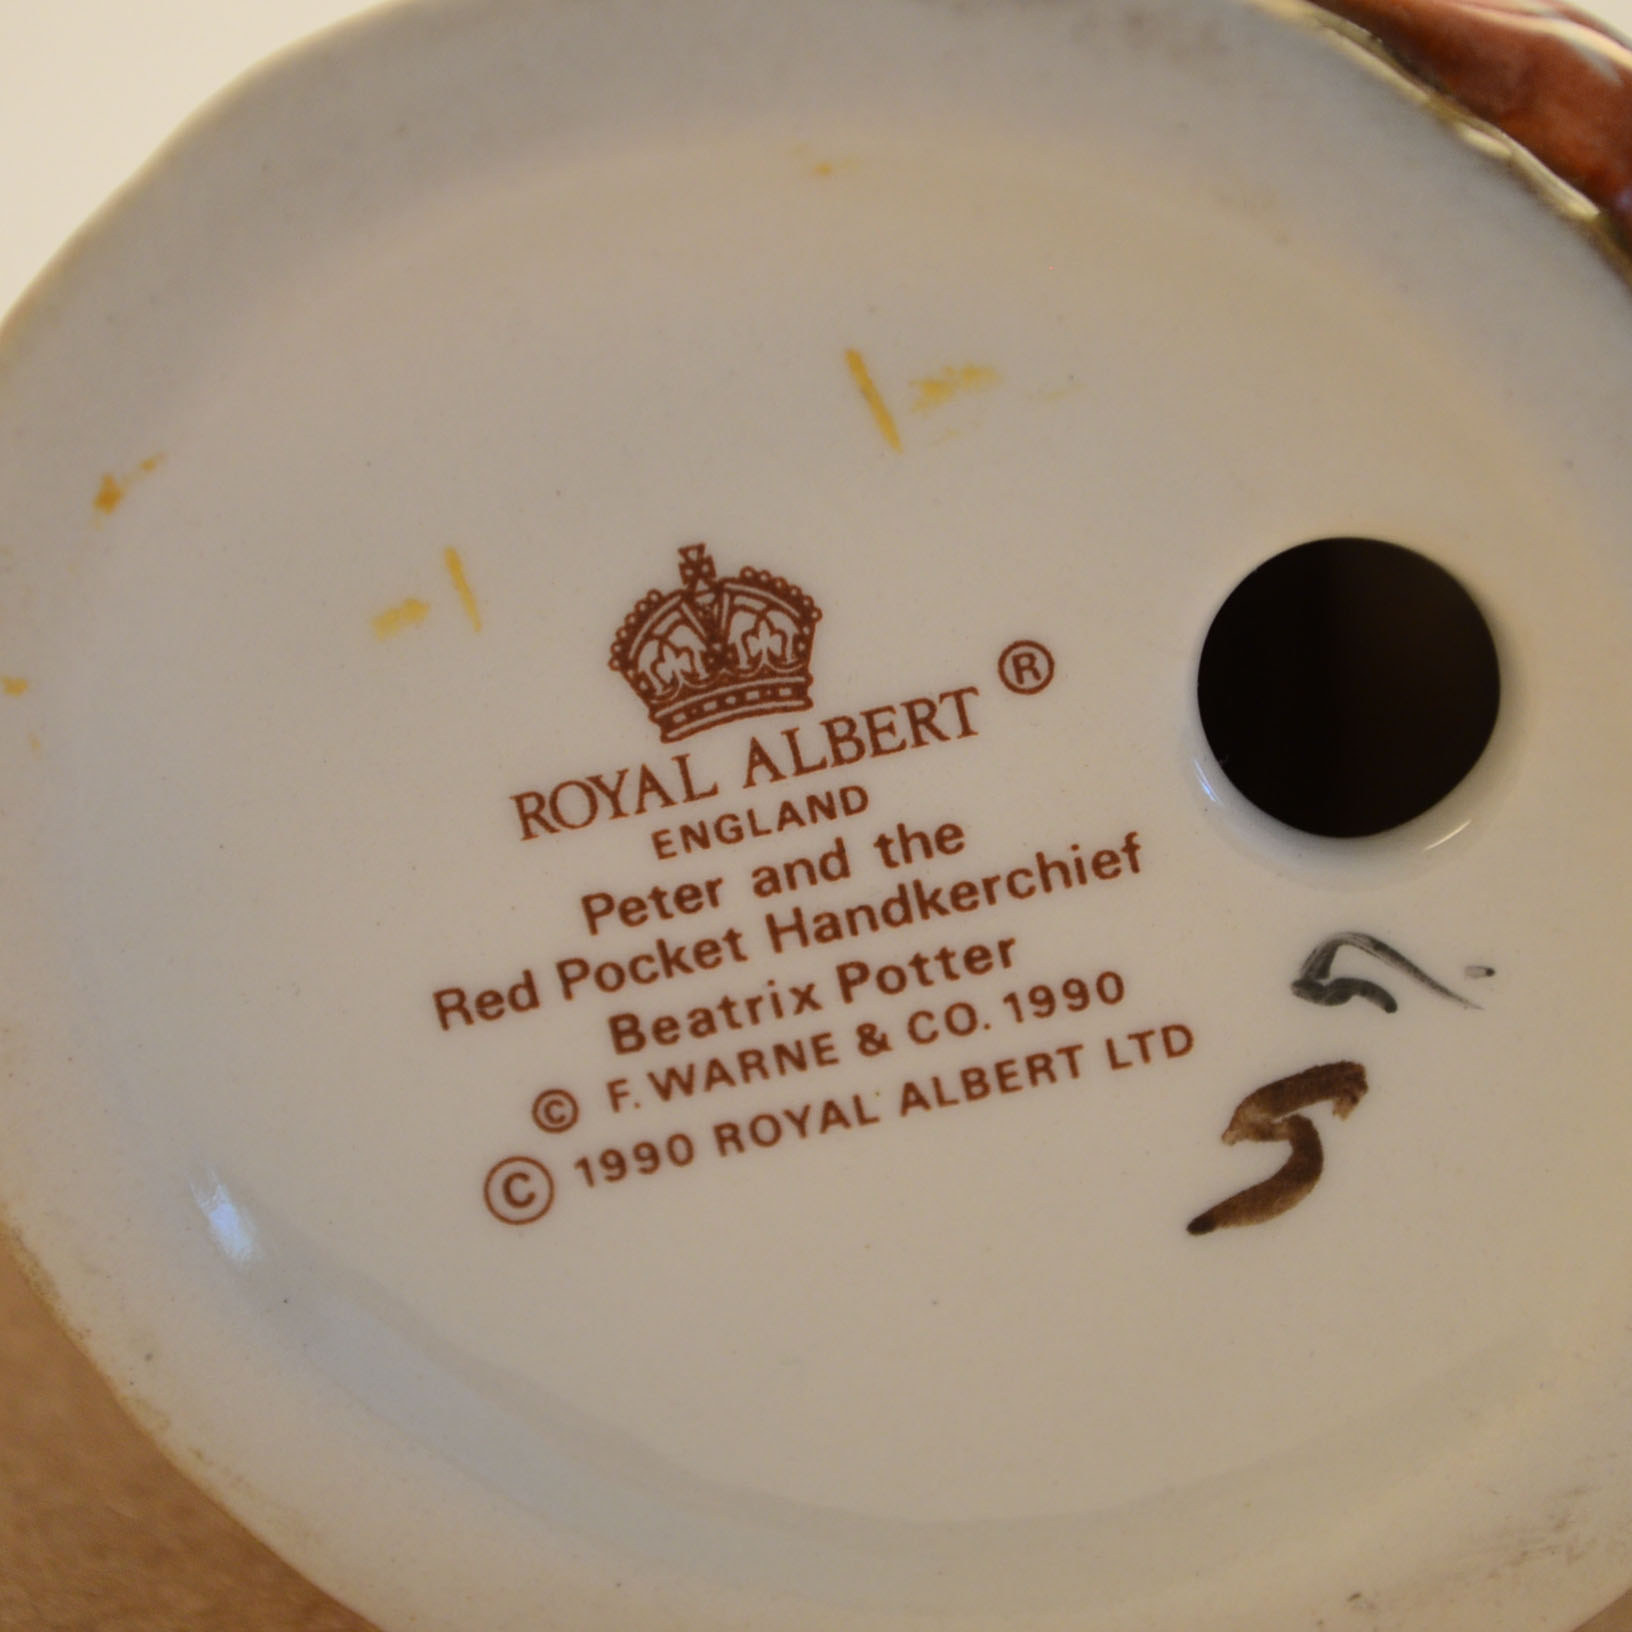 ROYAL ALBERT ®
ENGLAND
Peter and the
Red Pocket Handkerchief
Beatrix Potter
© F. WARNE & CO. 1990
© 1990 ROYAL ALBERT LTD